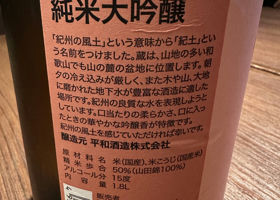 純米大吟醸
「紀州の風土」という意味から「紀土」とい
う名前をつけました。蔵は、山地の多い和
歌山でも山の麓の盆地に位置します。朝
夕の冷え込みが厳しく、また木や山、大地
に磨かれた地下水が豊富な酒造に適した
場所です。紀州の良質な水を表現しようと
しています。口当たりの柔らかさ、口に入っ
たときの華やかな吟醸香が特徴です。
紀州の風土を感じていただければ幸いです。
醸造元 平和酒造株式会社
原材料名 米(国産)、米こうじ(国産米)
精米歩合 50%(山田錦100%)
アルコール分 15度
内容量 1.8L